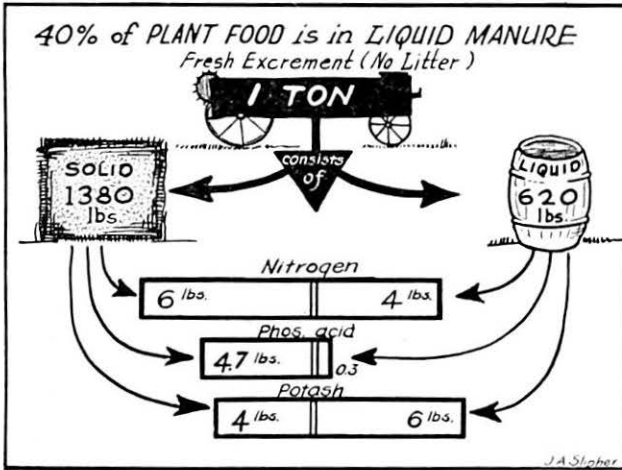 40% of PLANT FOOD is in LIQUID MANURE
Fresh Excrement (No Litter)
1 TON
consists
of
SOLID
1380
lbs.
LIQUID
620
lbs.
Nitrogen
6 lbs. 4 lbs.
Phos. acid
4.7 lbs. 0.3
Potash
4 lbs. 6 lbs.
J.A. Slipher